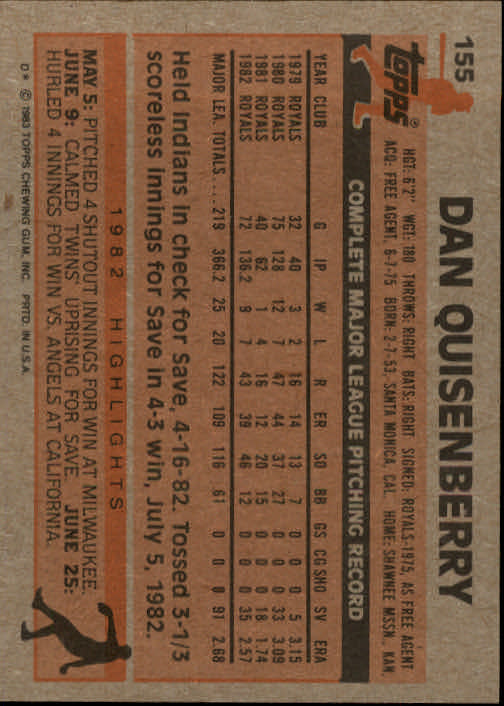 155
DAN QUISENBERRY
Topps®
HGT: 6'2" WGT: 180 THROWS: RIGHT BATS: RIGHT SIGNED: ROYALS-1975, AS FREE AGENT
ACQ: FREE AGENT, 6-7-75 BORN: 2-7-53, SANTA MONICA, CAL. HOME: SHAWNEE MSSN. KAN.
COMPLETE MAJOR LEAGUE PITCHING RECORD
YEAR CLUB G IP W L R ER SO BB GS CG SHO SV ERA
1979 ROYALS 32 40 3 2 16 14 13 7 0 0 0 5 3.15
1980 ROYALS 75 128 12 7 47 44 37 27 0 0 0 33 3.09
1981 ROYALS 40 62 1 4 16 12 20 15 0 0 0 18 1.74
1982 ROYALS 72 136.2 9 7 43 39 46 12 0 0 0 35 2.57
MAJOR LEA. TOTALS ... 219 366.2 25 20 122 109 116 61 0 0 0 91 2.68
Held Indians in check for Save, 4-16-82. Tossed 3-1/3
scoreless innings for Save in 4-3 win, July 5, 1982.
1982 HIGHLIGHTS
MAY 5: PITCHED 4 SHUTOUT INNINGS FOR WIN AT MILWAUKEE.
JUNE 9: CALMED TWINS' UPRISING FOR SAVE. JUNE 25:
HURLED 4 INNINGS FOR WIN VS. ANGELS AT CALIFORNIA.
D* © 1983 TOPPS CHEWING GUM, INC. PRTD. IN U.S.A.